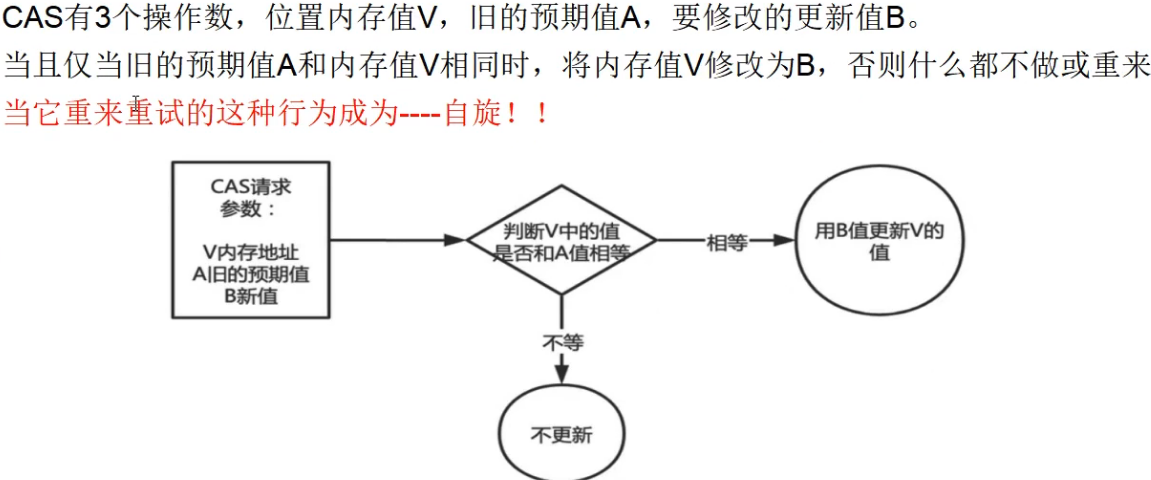 CAS有3个操作数，位置内存值V，旧的预期值A，要修改的更新值B。
当且仅当旧的预期值A和内存值V相同时，将内存值V修改为B，否则什么都不做或重来
当它重来重试的这种行为成为----自旋！！
CAS请求
参数：
V内存地址
A旧的预期值
B新值
判断V中的值
是否和A值相等
相等
用B值更新V的
值
不等
不更新